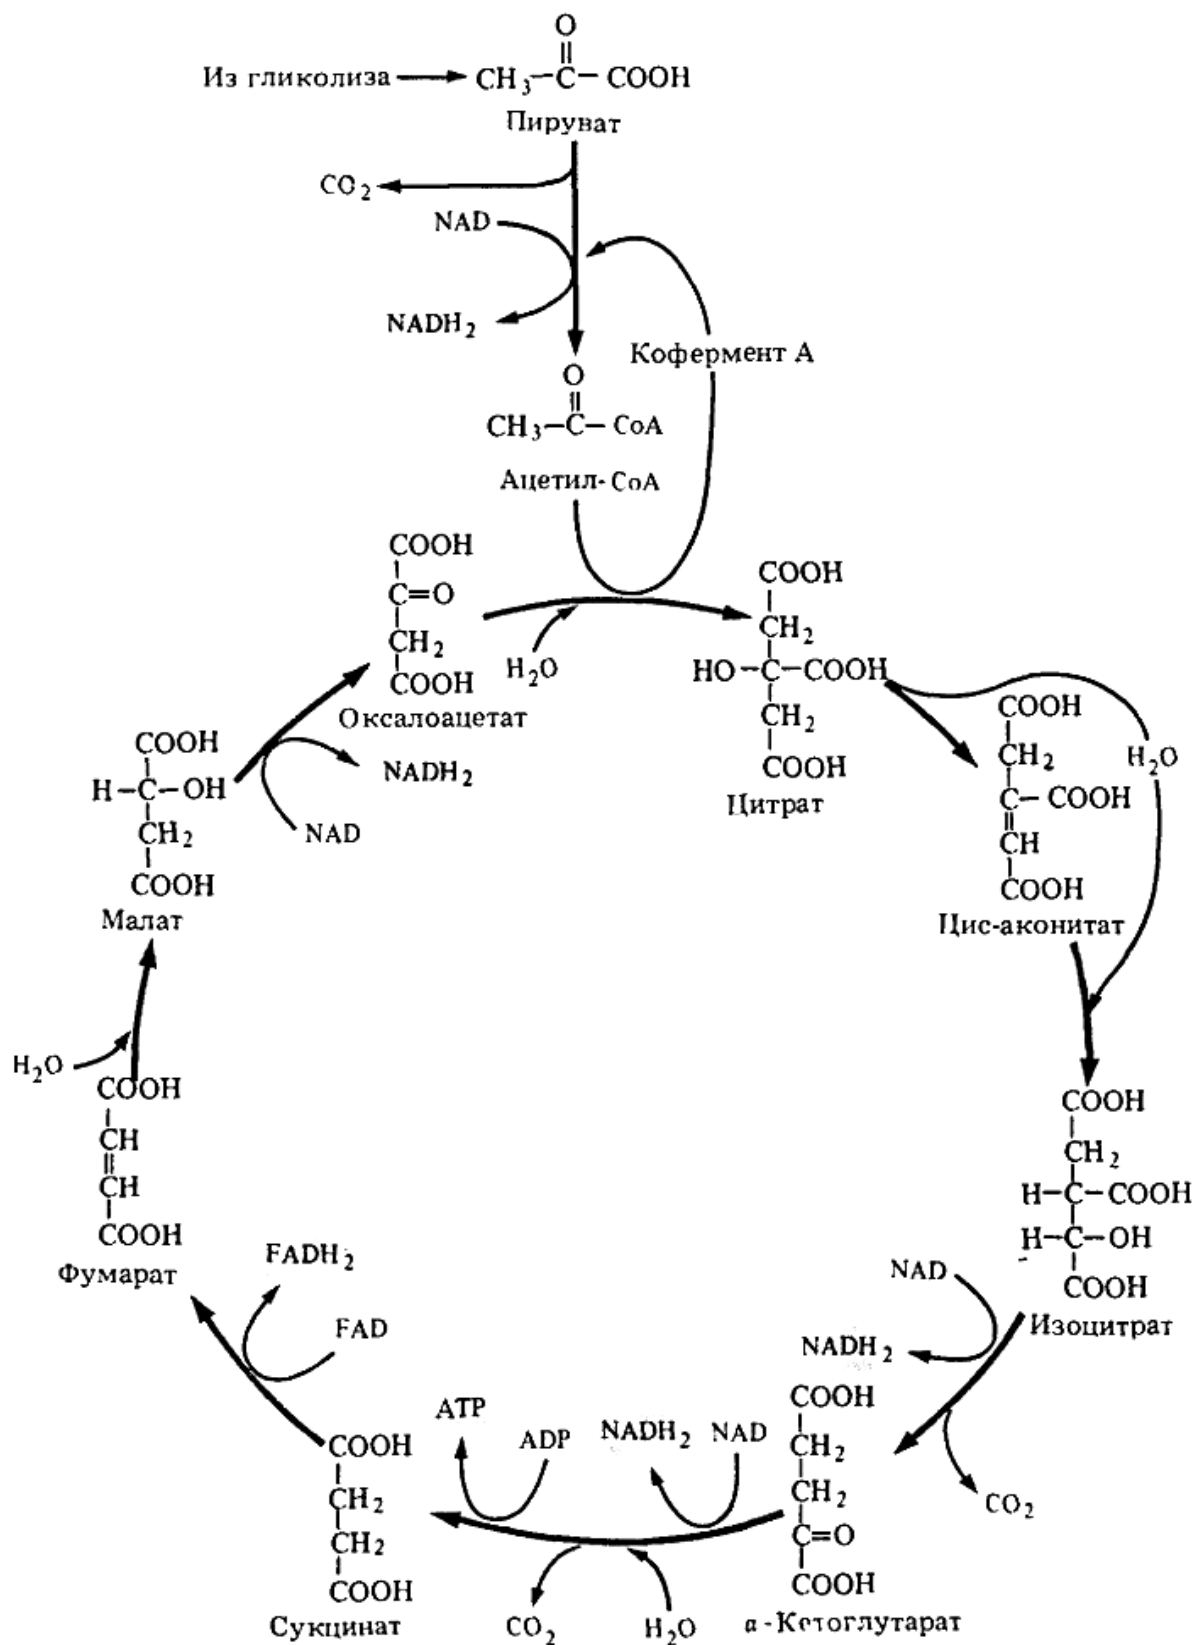 O
Из гликолиза CH3–C–COOH
Пируват
CO2
NAD
NADH2
Кофермент А
O
CH3–C–CoA
Ацетил-CoA
COOH
C=O
CH2
COOH
Оксалоацетат
H2O
COOH
CH2
HO–C–COOH
CH2
COOH
Цитрат
COOH
CH2
C–COOH
CH
COOH
Цис-аконитат
H2O
COOH
CH2
H–C–COOH
H–C–OH
COOH
Изоцитрат
NAD
NADH2
CO2
COOH
CH2
CH2
C=O
COOH
α-Кетоглутарат
NAD
NADH2
H2O
CO2
ADP
ATP
COOH
CH2
CH2
COOH
Сукцинат
FAD
FADH2
COOH
CH
CH
COOH
Фумарат
H2O
COOH
H–C–OH
CH2
COOH
Малат
NAD
NADH2